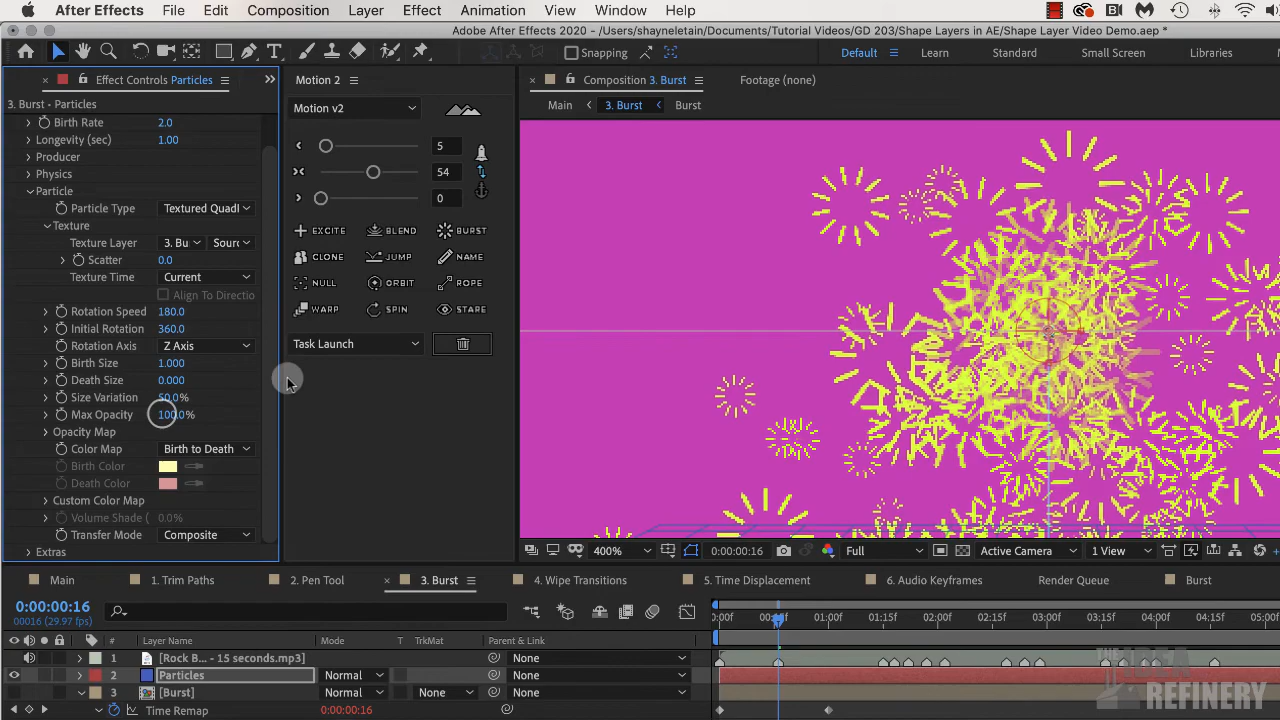 After Effects File Edit Composition Layer Effect Animation View Window Help
Adobe After Effects 2020 - /Users/shayneletain/Documents/Tutorial Videos/GD 203/Shape Layers in AE/Shape Layer Video Demo.aep *
Snapping Default Learn Standard Small Screen Libraries
Effect Controls Particles Motion 2 Composition 3. Burst Footage (none)
3. Burst - Particles Motion v2 Main 3. Burst Burst
Birth Rate 2.0
Longevity (sec) 1.00 5
Producer
Physics 54
Particle 0
Particle Type Textured Quadl
Texture EXCITE BLEND BURST
Texture Layer 3. Bu Sourc
Scatter 0.0 CLONE JUMP NAME
Texture Time Current NULL ORBIT ROPE
Align To Directio
Rotation Speed 180.0 WARP SPIN STARE
Initial Rotation 360.0
Rotation Axis Z Axis Task Launch
Birth Size 1.000
Death Size 0.000
Size Variation 50.0%
Max Opacity 100.0%
Opacity Map
Color Map Birth to Death
Birth Color
Death Color
Custom Color Map
Volume Shade ( 0.0%
Transfer Mode Composite
Extras 400% 0:00:00:16 Full Active Camera 1 View
Main 1. Trim Paths 2. Pen Tool 3. Burst 4. Wipe Transitions 5. Time Displacement 6. Audio Keyframes Render Queue Burst
0:00:00:16
00016 (29.97 fps) 01:00f 01:15f 02:00f 02:15f 03:00f 03:15f 04:00f 04:15f 05:00f
# Layer Name Mode T TrkMat Parent & Link
1 [Rock B... - 15 seconds.mp3] None
2 Particles Normal None
3 [Burst] Normal None None
Time Remap 0:00:00:16
THE IDEA
REFINERY